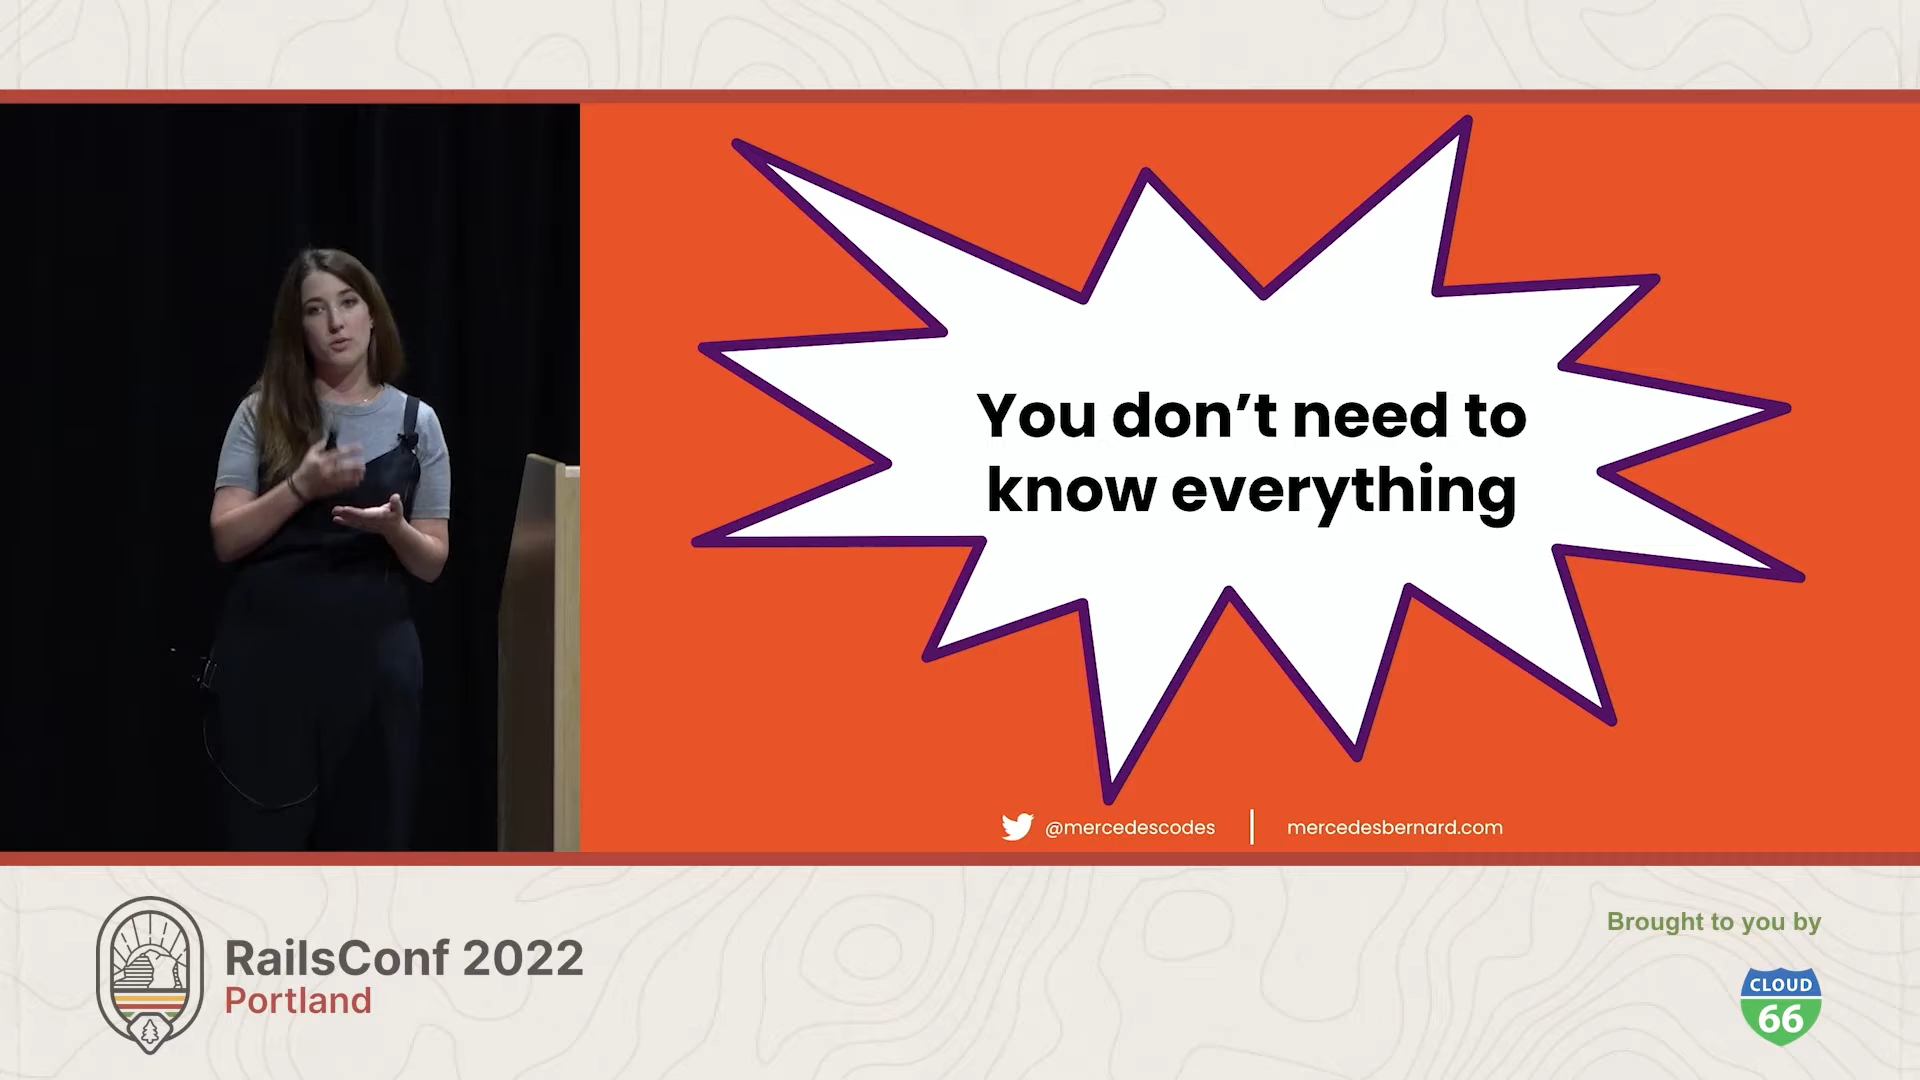 You don’t need to
know everything
@mercedescodes
mercedesbernard.com
RailsConf 2022
Portland
Brought to you by
CLOUD
66